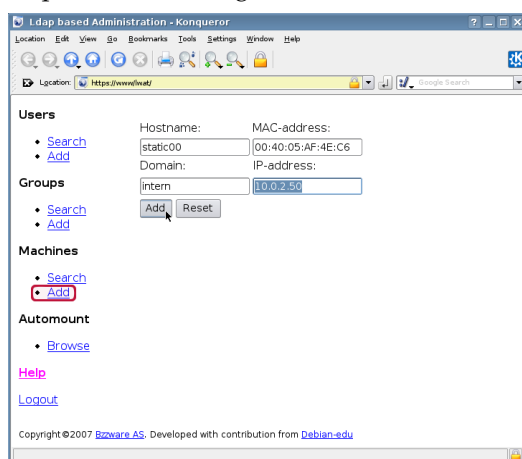 Ldap based Administration - Konqueror
Location Edit View Go Bookmarks Tools Settings Window Help
Location: https://www/lwat/ Google Search
Users
Search
Add
Groups
Search
Add
Machines
Search
Add
Automount
Browse
Help
Logout
Hostname: MAC-address:
static00 00:40:05:AF:4E:C6
Domain: IP-address:
intern 10.0.2.50
Add Reset
Copyright©2007 Bzzware AS. Developed with contribution from Debian-edu